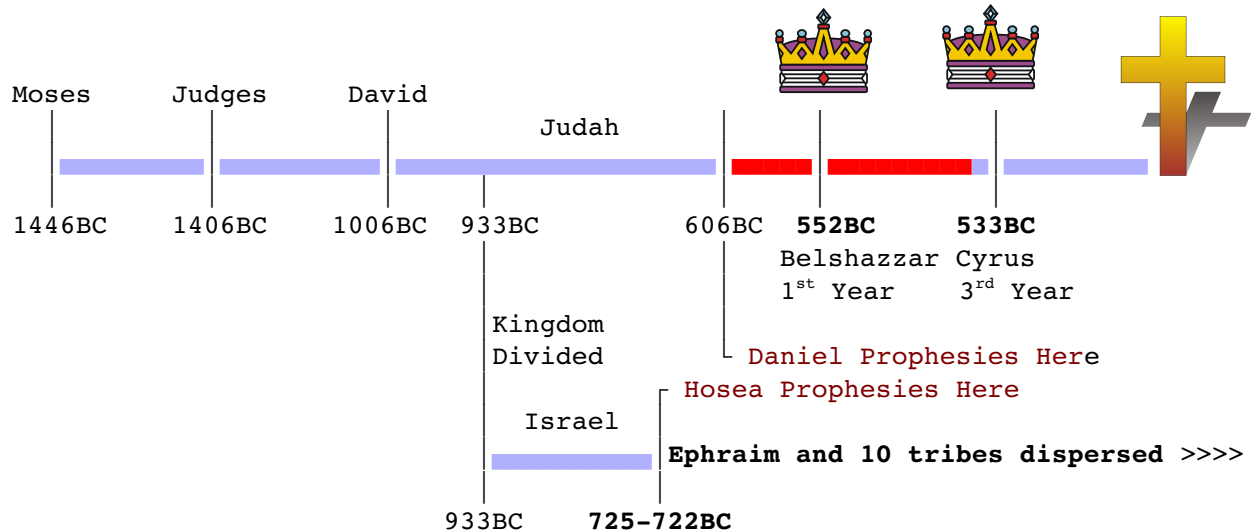 Moses Judges David
Judah
1446BC 1406BC 1006BC 933BC 606BC 552BC 533BC
Belshazzar Cyrus
1st Year 3rd Year
Kingdom
Divided
Daniel Prophesies Here
Hosea Prophesies Here
Israel
Ephraim and 10 tribes dispersed >>>>
933BC 725-722BC